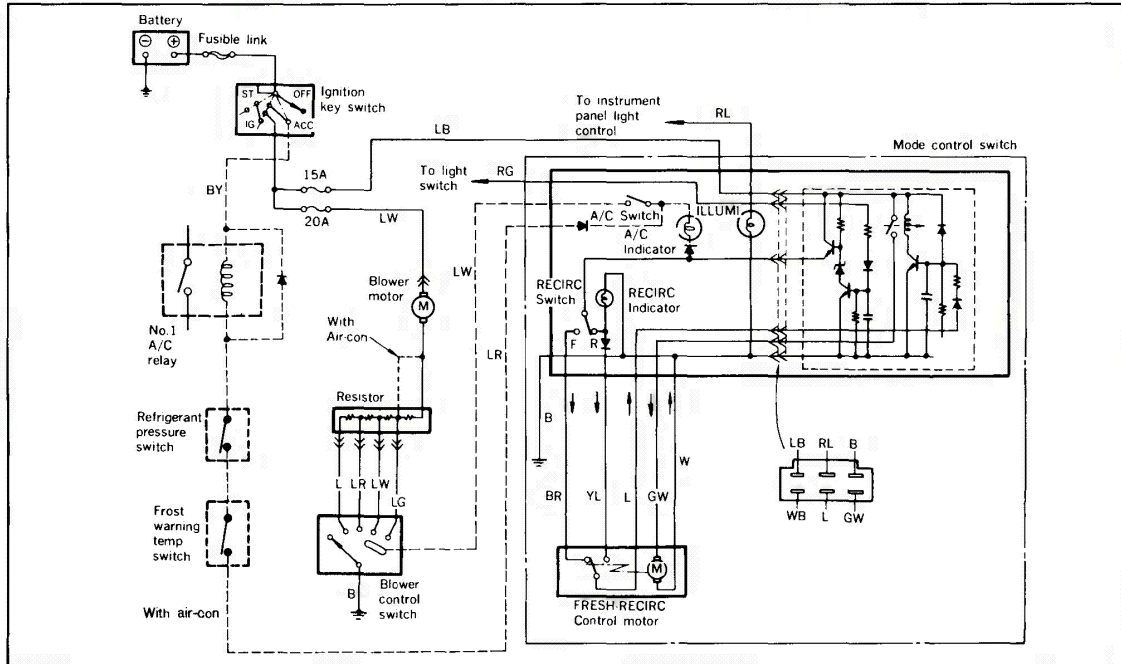 Battery
Fusible link
ST
OFF
IG
ACC
Ignition
key switch
To instrument
panel light
control
RL
LB
Mode control switch
BY
15A
20A
LW
To light
switch
RG
A/C Switch
A/C
Indicator
ILLUMI
Blower
motor
M
LW
RECIRC
Switch
RECIRC
Indicator
F
R
No.1
A/C
relay
With
Air-con
LR
Resistor
B
W
Refrigerant
pressure
switch
L
LR
LW
LG
LB
RL
B
BR
YL
L
GW
WB
L
GW
Frost
warning
temp
switch
M
B
Blower
control
switch
With air-con
FRESH-RECIRC
Control motor